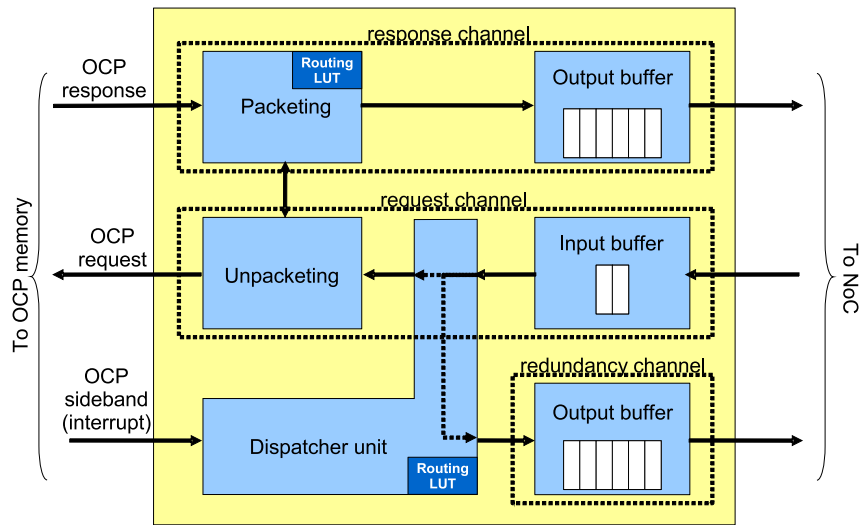 response channel
OCP
response
Routing
LUT
Packeting
Output buffer
request channel
OCP
request
Unpacketing
Input buffer
To OCP memory
To NoC
redundancy channel
OCP
sideband
(interrupt)
Dispatcher unit
Routing
LUT
Output buffer